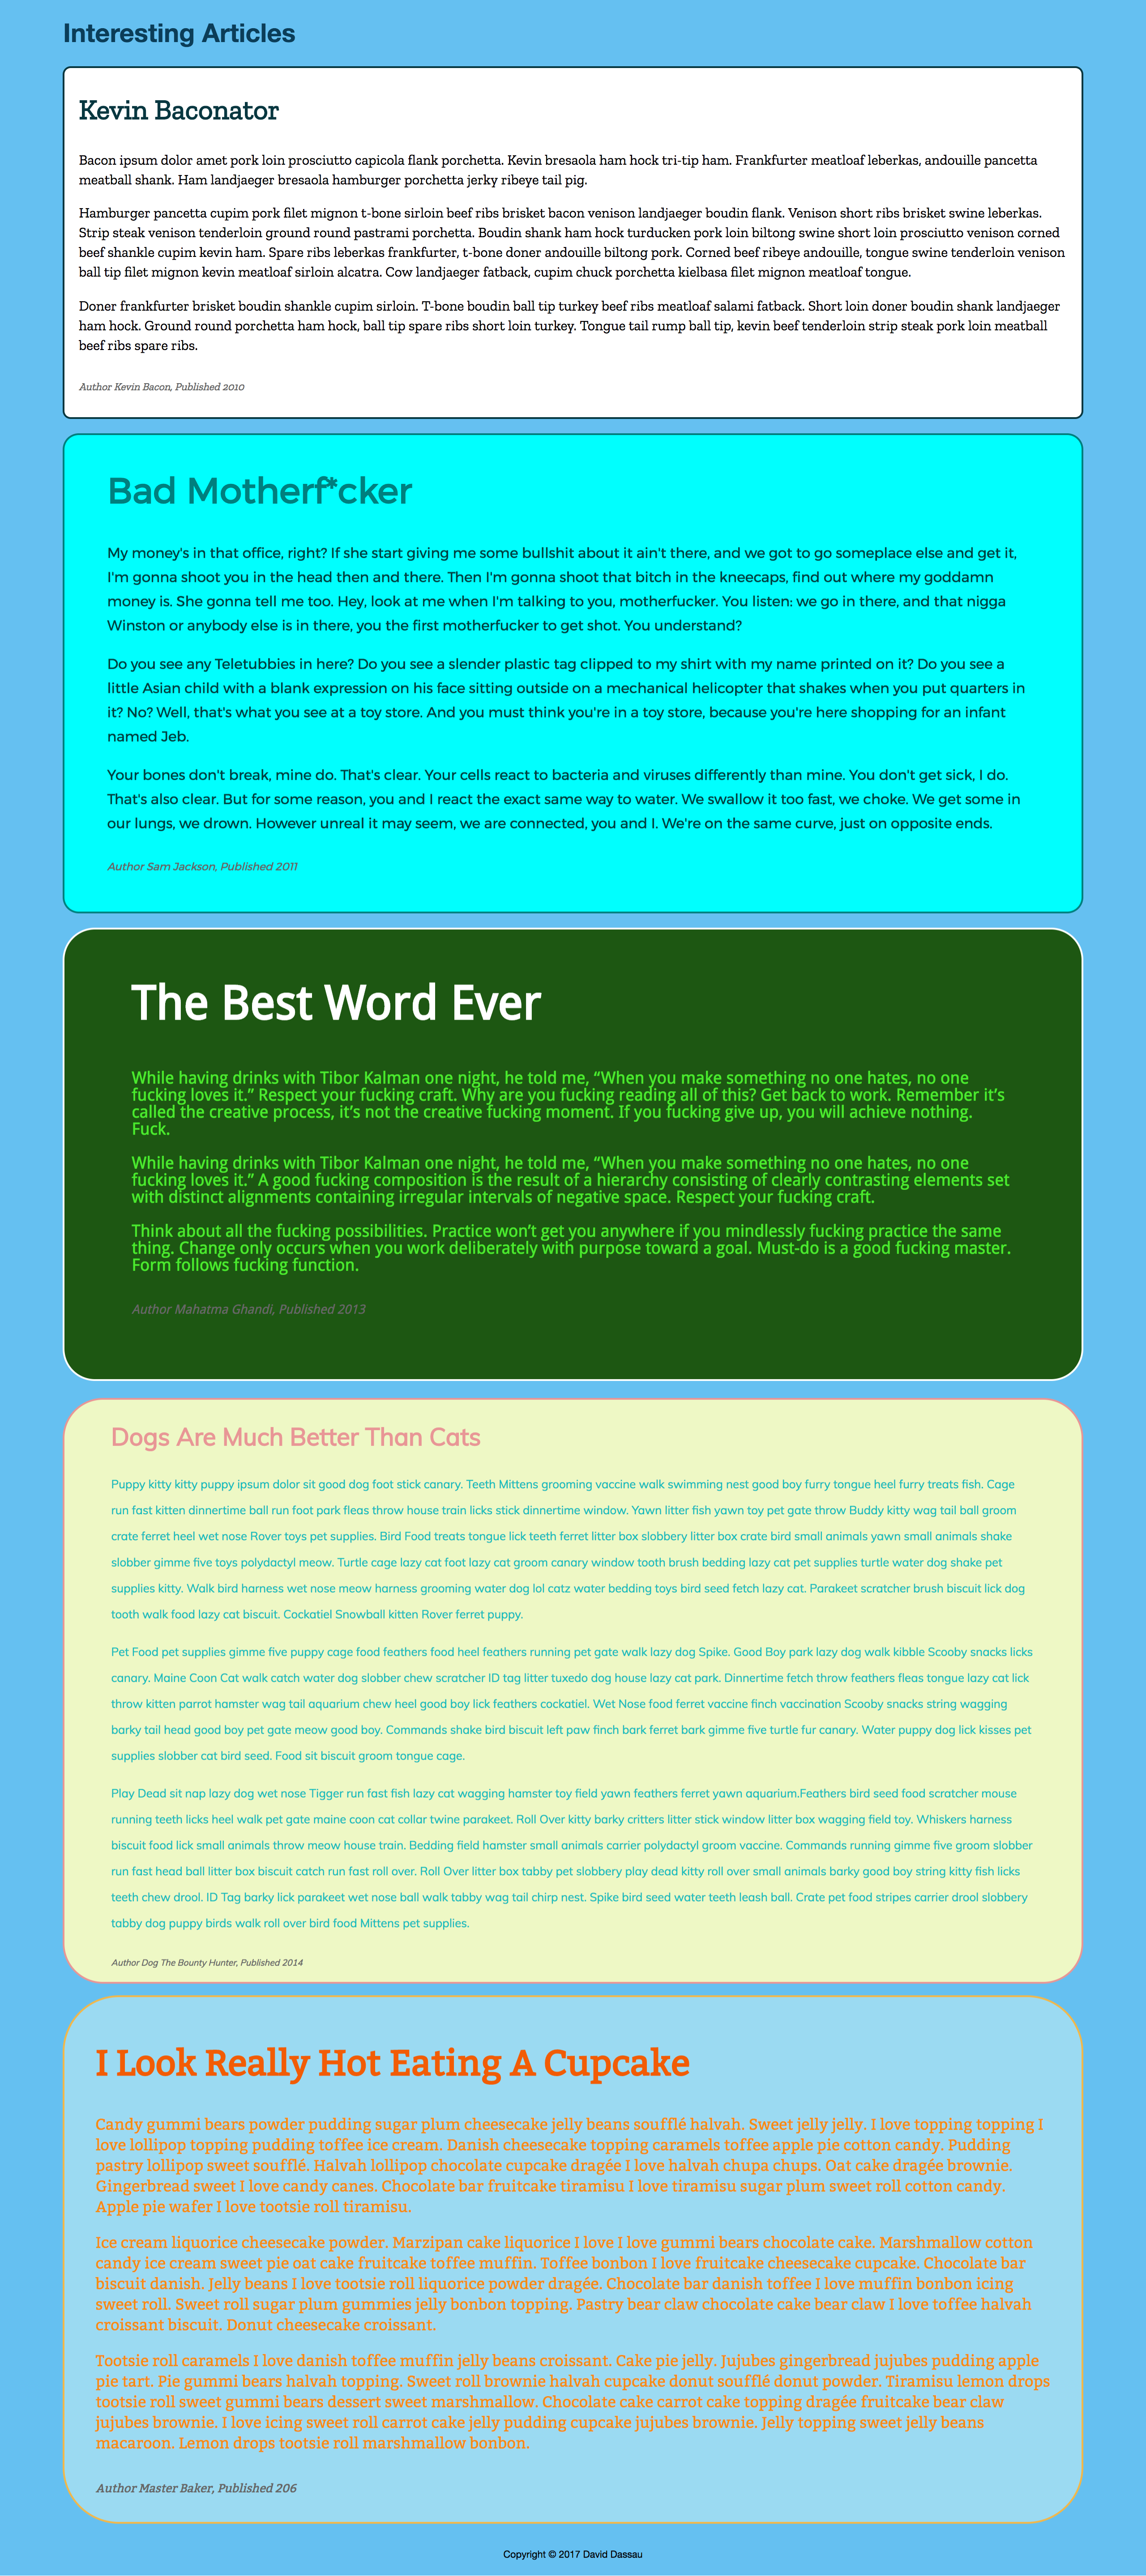 Interesting Articles
Kevin Baconator
Bacon ipsum dolor amet pork loin prosciutto capicola flank porchetta. Kevin bresaola ham hock tri-tip ham. Frankfurter meatloaf leberkas, andouille pancetta
meatball shank. Ham landjaeger bresaola hamburger porchetta jerky ribeye tail pig.
Hamburger pancetta cupim pork filet mignon t-bone sirloin beef ribs brisket bacon venison landjaeger boudin flank. Venison short ribs brisket swine leberkas.
Strip steak venison tenderloin ground round pastrami porchetta. Boudin shank ham hock turducken pork loin biltong swine short loin prosciutto venison corned
beef shankle cupim kevin ham. Spare ribs leberkas frankfurter, t-bone doner andouille biltong pork. Corned beef ribeye andouille, tongue swine tenderloin venison
ball tip filet mignon kevin meatloaf sirloin alcatra. Cow landjaeger fatback, cupim chuck porchetta kielbasa filet mignon meatloaf tongue.
Doner frankfurter brisket boudin shankle cupim sirloin. T-bone boudin ball tip turkey beef ribs meatloaf salami fatback. Short loin doner boudin shank landjaeger
ham hock. Ground round porchetta ham hock, ball tip spare ribs short loin turkey. Tongue tail rump ball tip, kevin beef tenderloin strip steak pork loin meatball
beef ribs spare ribs.
Author Kevin Bacon, Published 2010
Bad Motherf*cker
My money's in that office, right? If she start giving me some bullshit about it ain't there, and we got to go someplace else and get it,
I'm gonna shoot you in the head then and there. Then I'm gonna shoot that bitch in the kneecaps, find out where my goddamn
money is. She gonna tell me too. Hey, look at me when I'm talking to you, motherfucker. You listen: we go in there, and that nigga
Winston or anybody else is in there, you the first motherfucker to get shot. You understand?
Do you see any Teletubbies in here? Do you see a slender plastic tag clipped to my shirt with my name printed on it? Do you see a
little Asian child with a blank expression on his face sitting outside on a mechanical helicopter that shakes when you put quarters in
it? No? Well, that's what you see at a toy store. And you must think you're in a toy store, because you're here shopping for an infant
named Jeb.
Your bones don't break, mine do. That's clear. Your cells react to bacteria and viruses differently than mine. You don't get sick, I do.
That's also clear. But for some reason, you and I react the exact same way to water. We swallow it too fast, we choke. We get some in
our lungs, we drown. However unreal it may seem, we are connected, you and I. We're on the same curve, just on opposite ends.
Author Sam Jackson, Published 2011
The Best Word Ever
While having drinks with Tibor Kalman one night, he told me, “When you make something no one hates, no one
fucking loves it.” Respect your fucking craft. Why are you fucking reading all of this? Get back to work. Remember it’s
called the creative process, it’s not the creative fucking moment. If you fucking give up, you will achieve nothing.
Fuck.
While having drinks with Tibor Kalman one night, he told me, “When you make something no one hates, no one
fucking loves it.” A good fucking composition is the result of a hierarchy consisting of clearly contrasting elements set
with distinct alignments containing irregular intervals of negative space. Respect your fucking craft.
Think about all the fucking possibilities. Practice won’t get you anywhere if you mindlessly fucking practice the same
thing. Change only occurs when you work deliberately with purpose toward a goal. Must-do is a good fucking master.
Form follows fucking function.
Author Mahatma Ghandi, Published 2013
Dogs Are Much Better Than Cats
Puppy kitty kitty puppy ipsum dolor sit good dog foot stick canary. Teeth Mittens grooming vaccine walk swimming nest good boy furry tongue heel furry treats fish. Cage
run fast kitten dinnertime ball run foot park fleas throw house train licks stick dinnertime window. Yawn litter fish yawn toy pet gate throw Buddy kitty wag tail ball groom
crate ferret heel wet nose Rover toys pet supplies. Bird Food treats tongue lick teeth ferret litter box slobbery litter box crate bird small animals yawn small animals shake
slobber gimme five toys polydactyl meow. Turtle cage lazy cat foot lazy cat groom canary window tooth brush bedding lazy cat pet supplies turtle water dog shake pet
supplies kitty. Walk bird harness wet nose meow harness grooming water dog lol catz water bedding toys bird seed fetch lazy cat. Parakeet scratcher brush biscuit lick dog
tooth walk food lazy cat biscuit. Cockatiel Snowball kitten Rover ferret puppy.
Pet Food pet supplies gimme five puppy cage food feathers food heel feathers running pet gate walk lazy dog Spike. Good Boy park lazy dog walk kibble Scooby snacks licks
canary. Maine Coon Cat walk catch water dog slobber chew scratcher ID tag litter tuxedo dog house lazy cat park. Dinnertime fetch throw feathers fleas tongue lazy cat lick
throw kitten parrot hamster wag tail aquarium chew heel good boy lick feathers cockatiel. Wet Nose food ferret vaccine finch vaccination Scooby snacks string wagging
barky tail head good boy pet gate meow good boy. Commands shake bird biscuit left paw finch bark ferret bark gimme five turtle fur canary. Water puppy dog lick kisses pet
supplies slobber cat bird seed. Food sit biscuit groom tongue cage.
Play Dead sit nap lazy dog wet nose Tigger run fast fish lazy cat wagging hamster toy field yawn feathers ferret yawn aquarium.Feathers bird seed food scratcher mouse
running teeth licks heel walk pet gate maine coon cat collar twine parakeet. Roll Over kitty barky critters litter stick window litter box wagging field toy. Whiskers harness
biscuit food lick small animals throw meow house train. Bedding field hamster small animals carrier polydactyl groom vaccine. Commands running gimme five groom slobber
run fast head ball litter box biscuit catch run fast roll over. Roll Over litter box tabby pet slobbery play dead kitty roll over small animals barky good boy string kitty fish licks
teeth chew drool. ID Tag barky lick parakeet wet nose ball walk tabby wag tail chirp nest. Spike bird seed water teeth leash ball. Crate pet food stripes carrier drool slobbery
tabby dog puppy birds walk roll over bird food Mittens pet supplies.
Author Dog The Bounty Hunter, Published 2014
I Look Really Hot Eating A Cupcake
Candy gummi bears powder pudding sugar plum cheesecake jelly beans soufflé halvah. Sweet jelly jelly. I love topping topping I
love lollipop topping pudding toffee ice cream. Danish cheesecake topping caramels toffee apple pie cotton candy. Pudding
pastry lollipop sweet soufflé. Halvah lollipop chocolate cupcake dragée I love halvah chupa chups. Oat cake dragée brownie.
Gingerbread sweet I love candy canes. Chocolate bar fruitcake tiramisu I love tiramisu sugar plum sweet roll cotton candy.
Apple pie wafer I love tootsie roll tiramisu.
Ice cream liquorice cheesecake powder. Marzipan cake liquorice I love I love gummi bears chocolate cake. Marshmallow cotton
candy ice cream sweet pie oat cake fruitcake toffee muffin. Toffee bonbon I love fruitcake cheesecake cupcake. Chocolate bar
biscuit danish. Jelly beans I love tootsie roll liquorice powder dragée. Chocolate bar danish toffee I love muffin bonbon icing
sweet roll. Sweet roll sugar plum gummies jelly bonbon topping. Pastry bear claw chocolate cake bear claw I love toffee halvah
croissant biscuit. Donut cheesecake croissant.
Tootsie roll caramels I love danish toffee muffin jelly beans croissant. Cake pie jelly. Jujubes gingerbread jujubes pudding apple
pie tart. Pie gummi bears halvah topping. Sweet roll brownie halvah cupcake donut soufflé donut powder. Tiramisu lemon drops
tootsie roll sweet gummi bears dessert sweet marshmallow. Chocolate cake carrot cake topping dragée fruitcake bear claw
jujubes brownie. I love icing sweet roll carrot cake jelly pudding cupcake jujubes brownie. Jelly topping sweet jelly beans
macaroon. Lemon drops tootsie roll marshmallow bonbon.
Author Master Baker, Published 206
Copyright © 2017 David Dassau